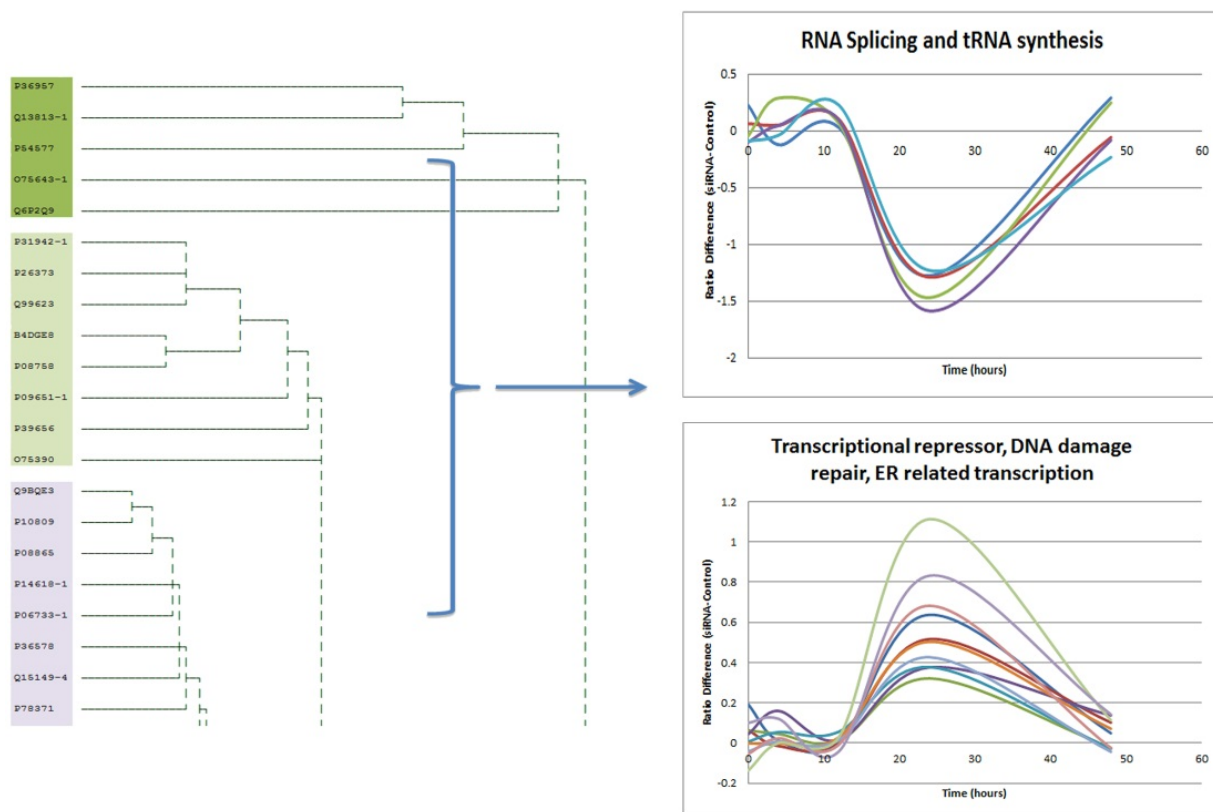 P36957
Q13813-1
P54577
O75643-1
Q6P2Q9
P31942-1
P26373
Q99623
B4DGE8
P08758
P09651-1
P39656
O75390
Q9BQE3
P10809
P08865
P14618-1
P06733-1
P36578
Q15149-4
P78371
RNA Splicing and tRNA synthesis
Ratio Difference (siRNA-Control)
0.5
0
-0.5
-1
-1.5
-2
0 10 20 30 40 50 60
Time (hours)
Transcriptional repressor, DNA damage
repair, ER related transcription
Ratio Difference (siRNA-Control)
1.2
1
0.8
0.6
0.4
0.2
0
-0.2
0 10 20 30 40 50 60
Time (hours)